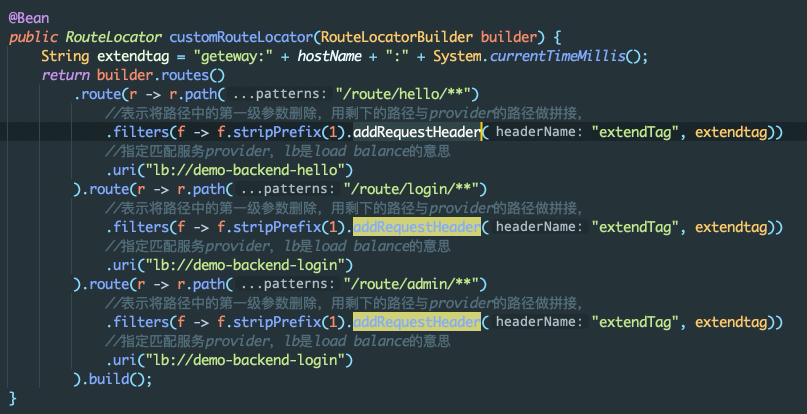 @Bean
public RouteLocator customRouteLocator(RouteLocatorBuilder builder) {
String extendtag = "geteway:" + hostName + ":" + System.currentTimeMillis();
return builder.routes()
.route(r -> r.path( ...patterns: "/route/hello/**")
//表示将路径中的第一级参数删除，用剩下的路径与provider的路径做拼接，
.filters(f -> f.stripPrefix(1).addRequestHeader( headerName: "extendTag", extendtag))
//指定匹配服务provider，lb是load balance的意思
.uri("lb://demo-backend-hello")
).route(r -> r.path( ...patterns: "/route/login/**")
//表示将路径中的第一级参数删除，用剩下的路径与provider的路径做拼接，
.filters(f -> f.stripPrefix(1).addRequestHeader( headerName: "extendTag", extendtag))
//指定匹配服务provider，lb是load balance的意思
.uri("lb://demo-backend-login")
).route(r -> r.path( ...patterns: "/route/admin/**")
//表示将路径中的第一级参数删除，用剩下的路径与provider的路径做拼接，
.filters(f -> f.stripPrefix(1).addRequestHeader( headerName: "extendTag", extendtag))
//指定匹配服务provider，lb是load balance的意思
.uri("lb://demo-backend-login")
).build();
}